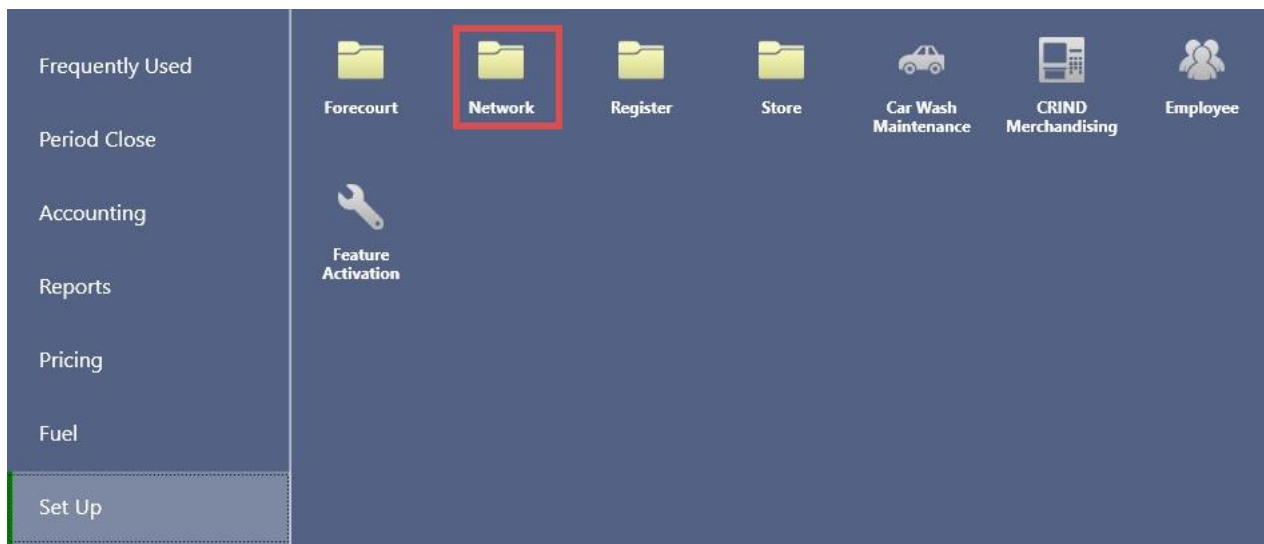 Frequently Used
Period Close
Accounting
Reports
Pricing
Fuel
Set Up
Forecourt
Network
Register
Store
Car Wash
Maintenance
CRIND
Merchandising
Employee
Feature
Activation